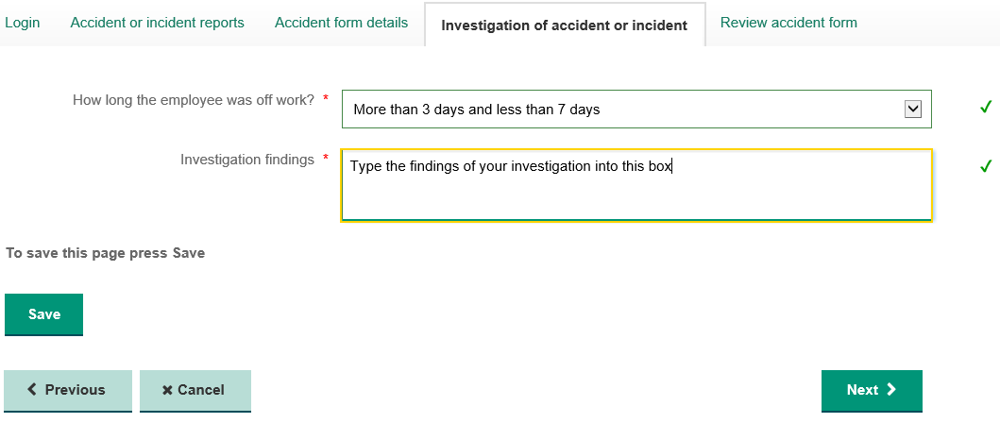 Login Accident or incident reports Accident form details Investigation of accident or incident Review accident form
How long the employee was off work? * More than 3 days and less than 7 days
Investigation findings * Type the findings of your investigation into this box
To save this page press Save
Save
Previous Cancel Next